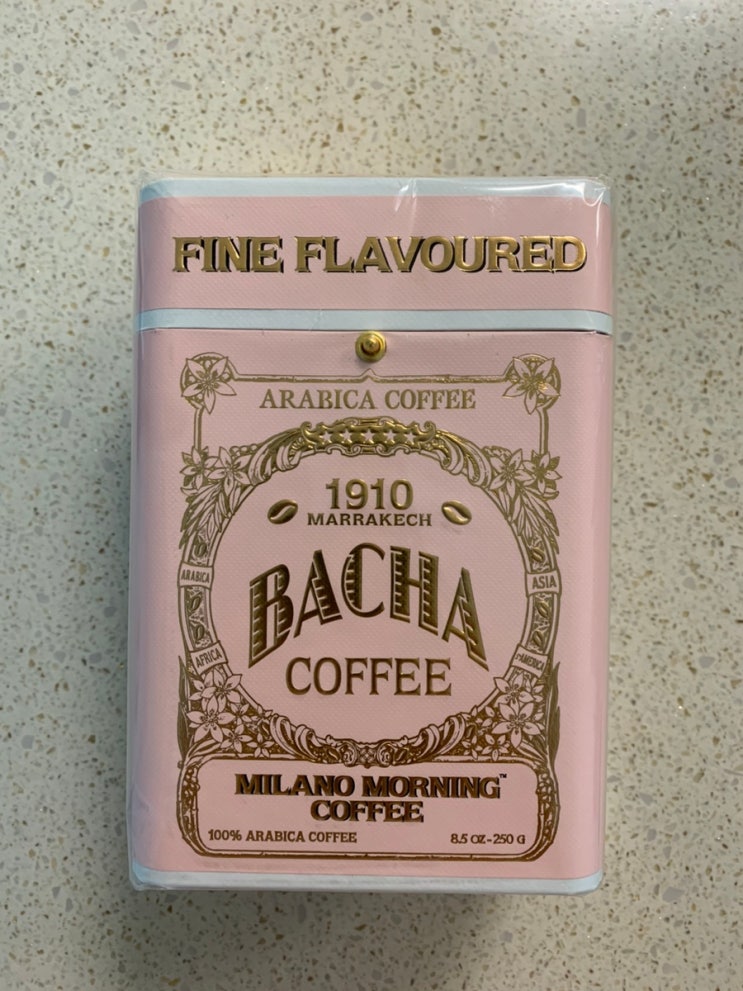 FINE FLAVOURED
ARABICA COFFEE
1910
MARRAKECH
ARABICA
ASIA
BACHA
AFRICA
AMERICA
COFFEE
MILANO MORNING™
COFFEE
100% ARABICA COFFEE
8.5 OZ-250 G